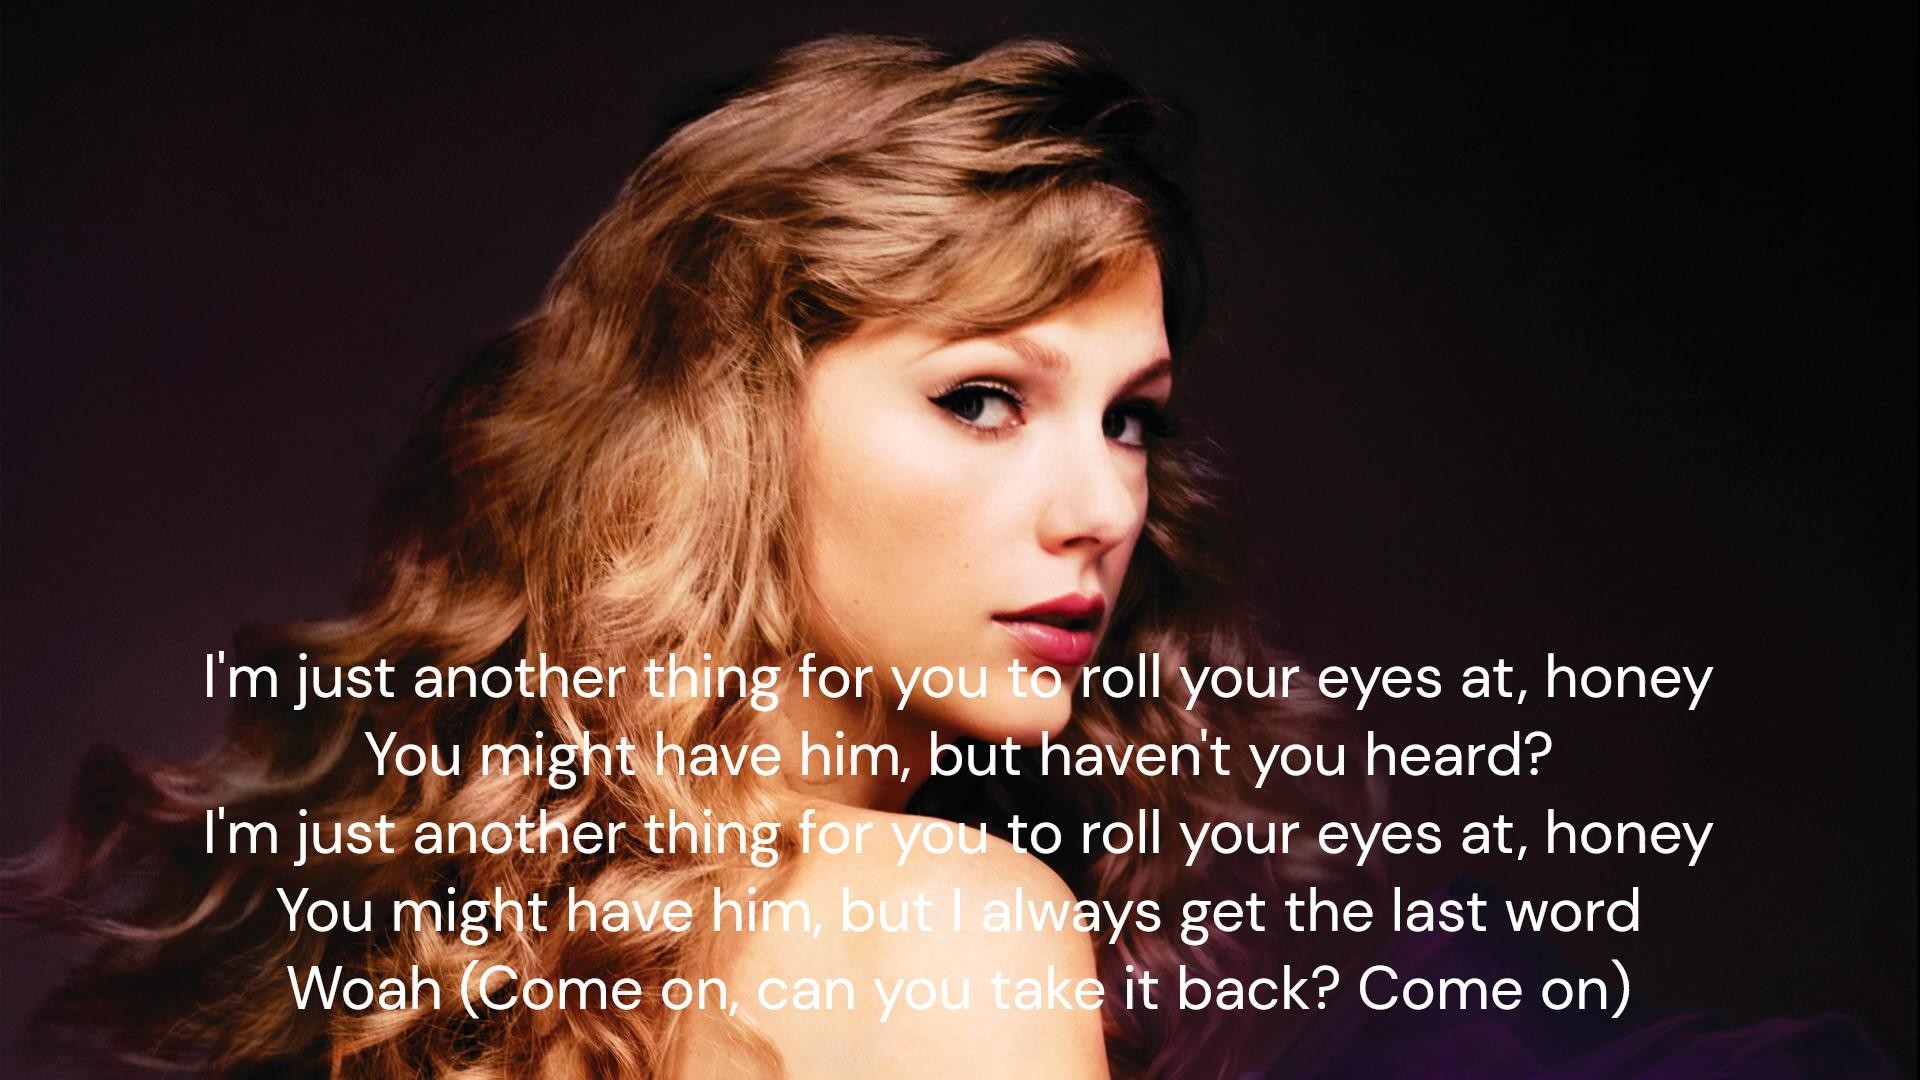 I'm just another thing for you to roll your eyes at, honey
You might have him, but haven't you heard?
I'm just another thing for you to roll your eyes at, honey
You might have him, but I always get the last word
Woah (Come on, can you take it back? Come on)